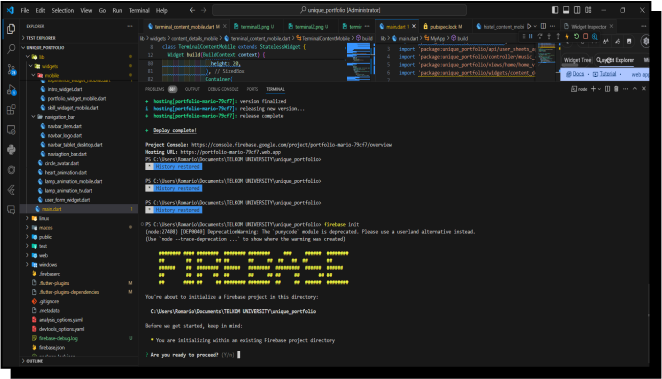 File Edit Selection View Go Run Terminal Help
unique_portfolio [Administrator]
EXPLORER
TEST EXPLORER
UNIQUE_PORTFOLIO
lib
widgets
mobile
intro_widget.dart
portfolio_widget_mobile.dart
skill_widget_mobile.dart
navigation_bar
navbar_item.dart
navbar_logo.dart
navbar_tablet_desktop.dart
navigation_bar.dart
circle_avatar.dart
heart_animation.dart
lamp_animation_mobile.dart
lamp_animation_hv.dart
user_form_widget.dart
main.dart 1
linux
macos
public
test
web
windows
.firebaserc
.flutter-plugins M
.flutter-plugins-dependencies M
.gitignore
.metadata
analysis_options.yaml
devtools_options.yaml
firebase-debug.log U
firebase.json
OUTLINE
terminal_content_mobile.dart M
terminal3.png U
terminal2.png U
lib > widgets > content_details_mobile > terminal_content_mobile.dart > TerminalContentMobile > build
8 class TerminalContentMobile extends StatelessWidget {
12 Widget build(BuildContext context) {
height: 20,
), // SizedBox
Container(
main.dart 1
pubspec.lock M
lib > main.dart > MyApp > build
import 'package:unique_portfolio/api/user_sheets_a
import 'package:unique_portfolio/controller/music_
import 'package:unique_portfolio/views/home/home_v
import 'package:unique_portfolio/widgets/content_o
Widget Inspector
Widget Tree
Explorer
Docs
Tutorial
web app
PROBLEMS
OUTPUT
DEBUG CONSOLE
PORTS
TERMINAL
node
+ hosting[portfolio-mario-79cf7]: version finalized
i hosting[portfolio-mario-79cf7]: releasing new version...
+ hosting[portfolio-mario-79cf7]: release complete
+ Deploy complete!
Project Console: https://console.firebase.google.com/project/portfolio-mario-79cf7/overview
Hosting URL: https://portfolio-mario-79cf7.web.app
PS C:\Users\Romario\Documents\TELKOM UNIVERSITY\unique_portfolio>
* History restored
PS C:\Users\Romario\Documents\TELKOM UNIVERSITY\unique_portfolio>
* History restored
PS C:\Users\Romario\Documents\TELKOM UNIVERSITY\unique_portfolio>
* History restored
PS C:\Users\Romario\Documents\TELKOM UNIVERSITY\unique_portfolio> firebase init
(node:27408) [DEP0040] DeprecationWarning: The `punycode` module is deprecated. Please use a userland alternative instead.
(Use `node --trace-deprecation ...` to show where the warning was created)
You're about to initialize a Firebase project in this directory:
C:\Users\Romario\Documents\TELKOM UNIVERSITY\unique_portfolio
Before we get started, keep in mind:
* You are initializing within an existing Firebase project directory
? Are you ready to proceed? (Y/n)